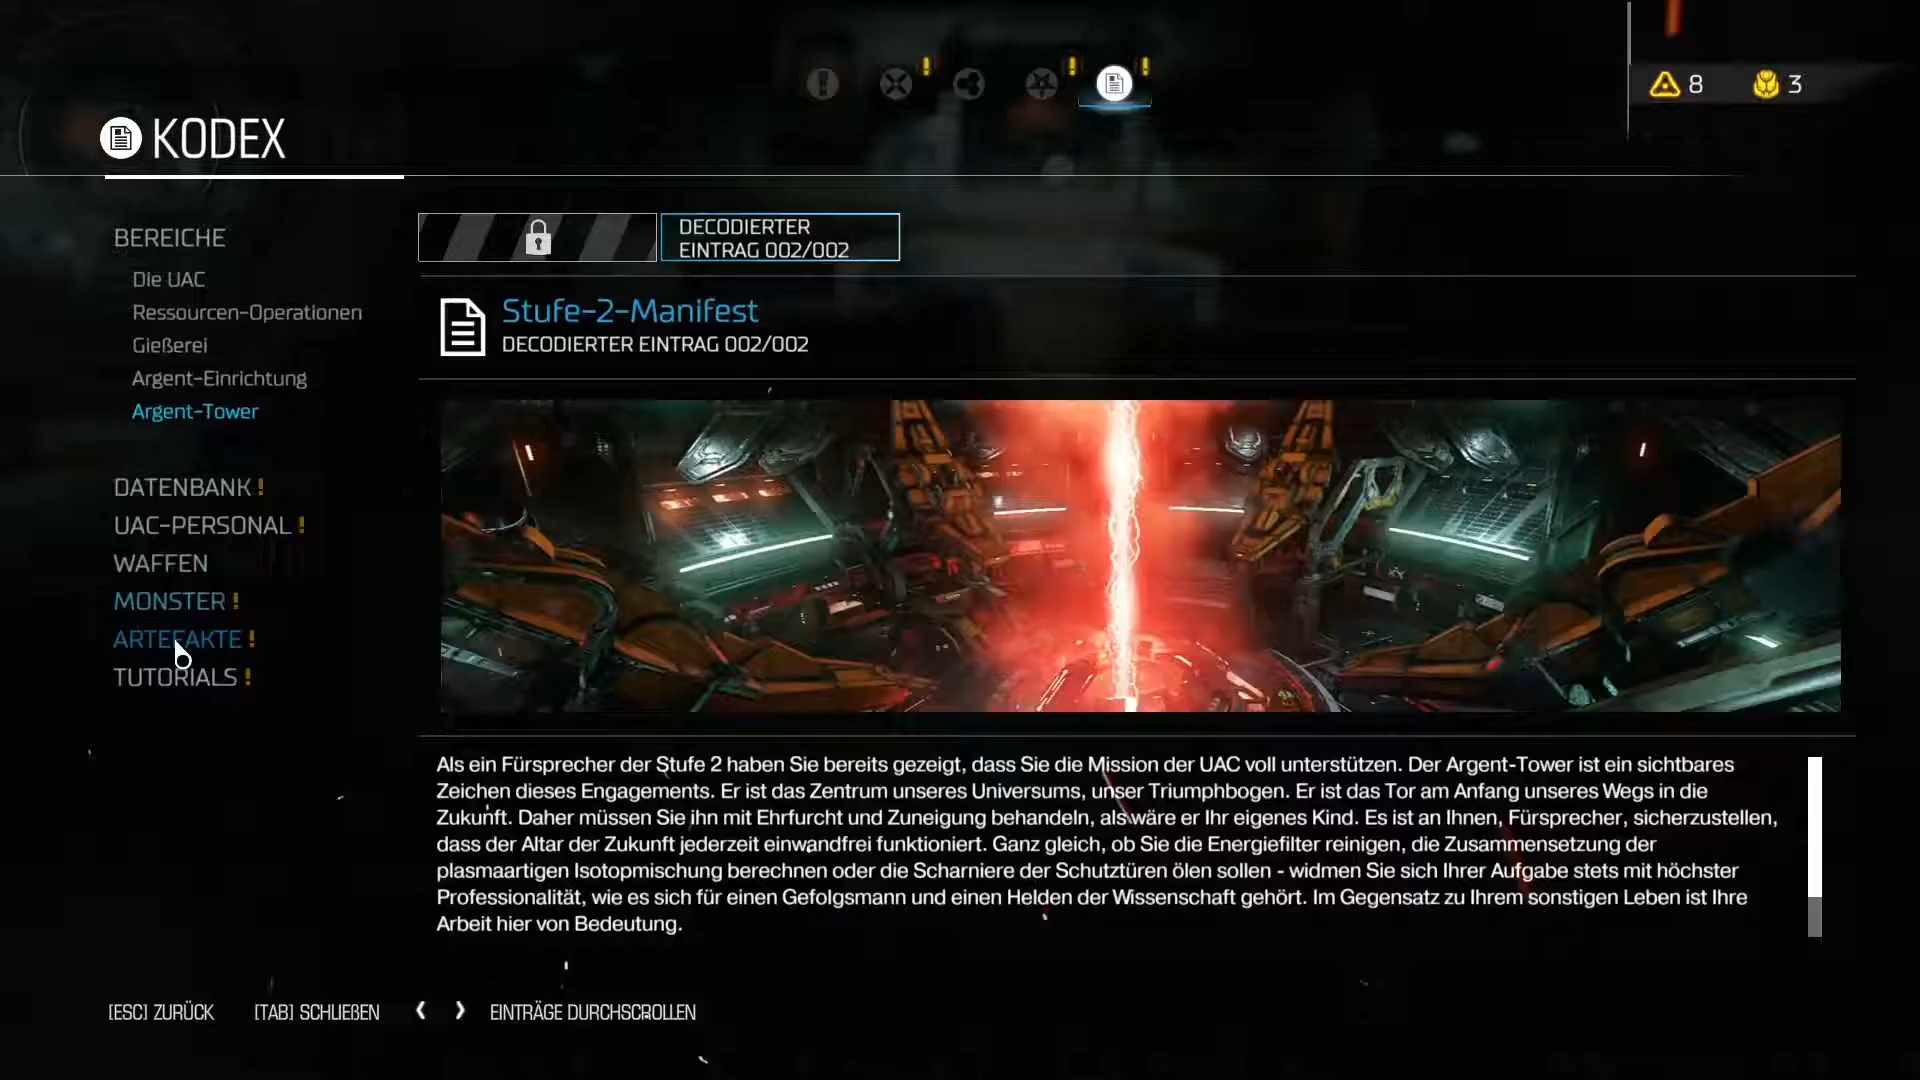 8
3
KODEX
BEREICHE
Die UAC
Ressourcen-Operationen
Gießerei
Argent-Einrichtung
Argent-Tower
DATENBANK !
UAC-PERSONAL !
WAFFEN
MONSTER !
ARTEFAKTE !
TUTORIALS !
DECODIERTER
EINTRAG 002/002
Stufe-2-Manifest
DECODIERTER EINTRAG 002/002
Als ein Fürsprecher der Stufe 2 haben Sie bereits gezeigt, dass Sie die Mission der UAC voll unterstützen. Der Argent-Tower ist ein sichtbares
Zeichen dieses Engagements. Er ist das Zentrum unseres Universums, unser Triumphbogen. Er ist das Tor am Anfang unseres Wegs in die
Zukunft. Daher müssen Sie ihn mit Ehrfurcht und Zuneigung behandeln, als wäre er Ihr eigenes Kind. Es ist an Ihnen, Fürsprecher, sicherzustellen,
dass der Altar der Zukunft jederzeit einwandfrei funktioniert. Ganz gleich, ob Sie die Energiefilter reinigen, die Zusammensetzung der
plasmaartigen Isotopmischung berechnen oder die Scharniere der Schutztüren ölen sollen - widmen Sie sich Ihrer Aufgabe stets mit höchster
Professionalität, wie es sich für einen Gefolgsmann und einen Helden der Wissenschaft gehört. Im Gegensatz zu Ihrem sonstigen Leben ist Ihre
Arbeit hier von Bedeutung.
[ESC] ZURÜCK [TAB] SCHLIEẞEN ❮ ❯ EINTRÄGE DURCHSCROLLEN